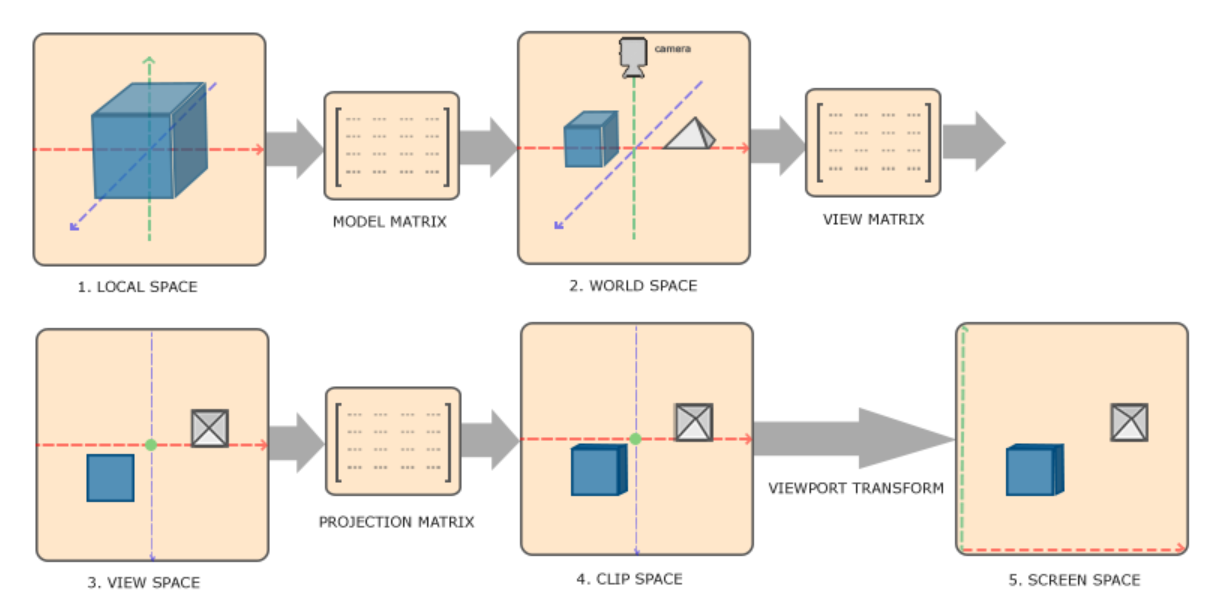 camera
MODEL MATRIX
VIEW MATRIX
1. LOCAL SPACE
2. WORLD SPACE
PROJECTION MATRIX
VIEWPORT TRANSFORM
3. VIEW SPACE
4. CLIP SPACE
5. SCREEN SPACE